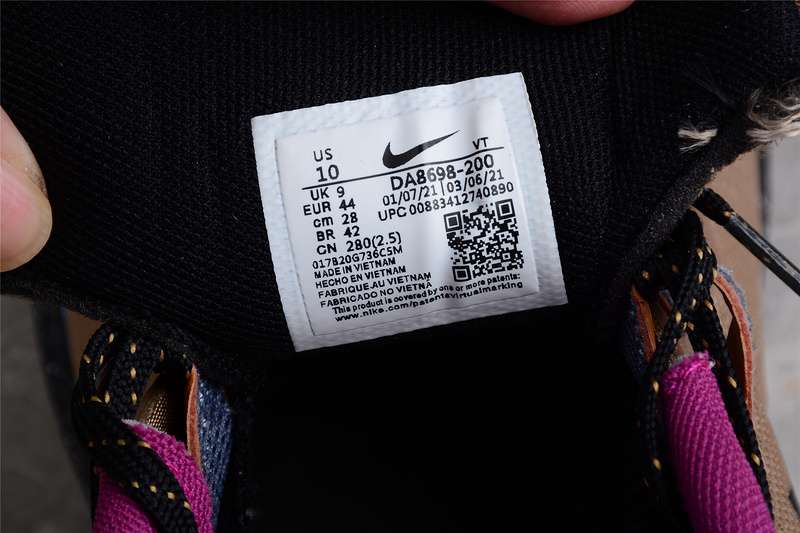 US
10
VT
UK 9
EUR 44
cm 28
BR 42
CN 280(2.5)
DA8698-200
01/07/21 | 03/06/21
UPC 00883412740890
017B20G736C5M
MADE IN VIETNAM
HECHO EN VIETNAM
FABRIQUE AU VIETNAM
FABRICADO NO VIETNÃ
This product is covered by one or more patents
www.nike.com/patentsvirtualmarking